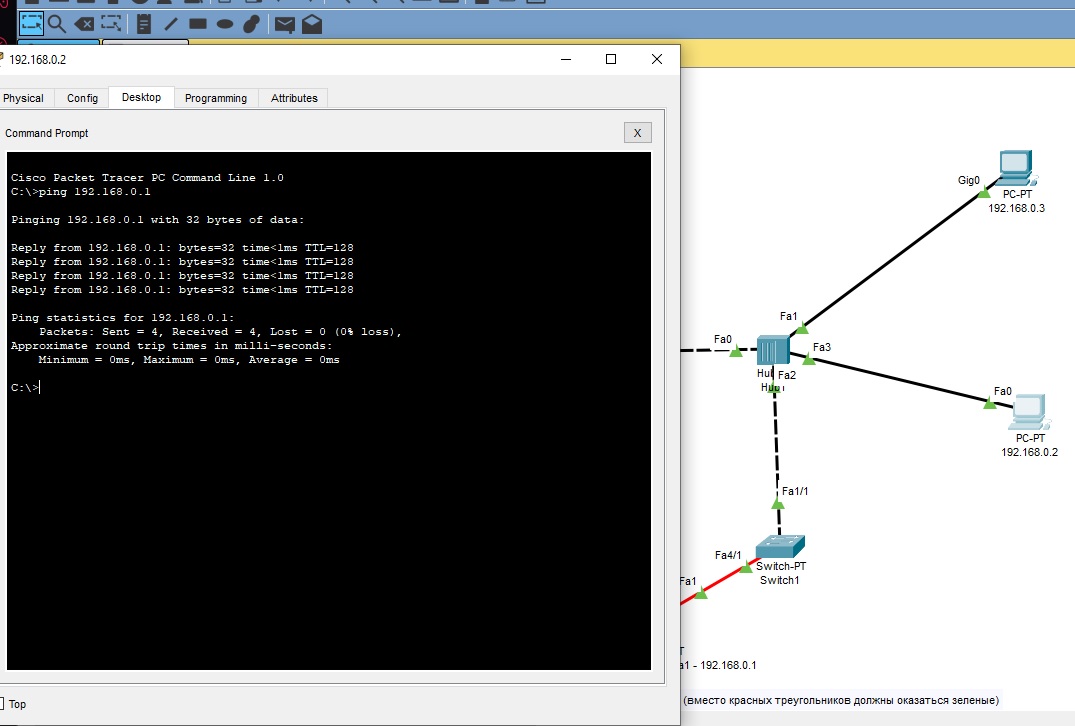 192.168.0.2
Physical Config Desktop Programming Attributes
Command Prompt
X
Cisco Packet Tracer PC Command Line 1.0
C:\>ping 192.168.0.1
Pinging 192.168.0.1 with 32 bytes of data:
Reply from 192.168.0.1: bytes=32 time<1ms TTL=128
Reply from 192.168.0.1: bytes=32 time<1ms TTL=128
Reply from 192.168.0.1: bytes=32 time<1ms TTL=128
Reply from 192.168.0.1: bytes=32 time<1ms TTL=128
Ping statistics for 192.168.0.1:
Packets: Sent = 4, Received = 4, Lost = 0 (0% loss),
Approximate round trip times in milli-seconds:
Minimum = 0ms, Maximum = 0ms, Average = 0ms
C:\>
Top
Gig0
PC-PT
192.168.0.3
Fa1
Fa0
Fa3
Fa2
Fa0
PC-PT
192.168.0.2
Fa1/1
Fa4/1
Switch-PT
Switch1
Fa1
a1 - 192.168.0.1
(вместо красных треугольников должны оказаться зеленые)